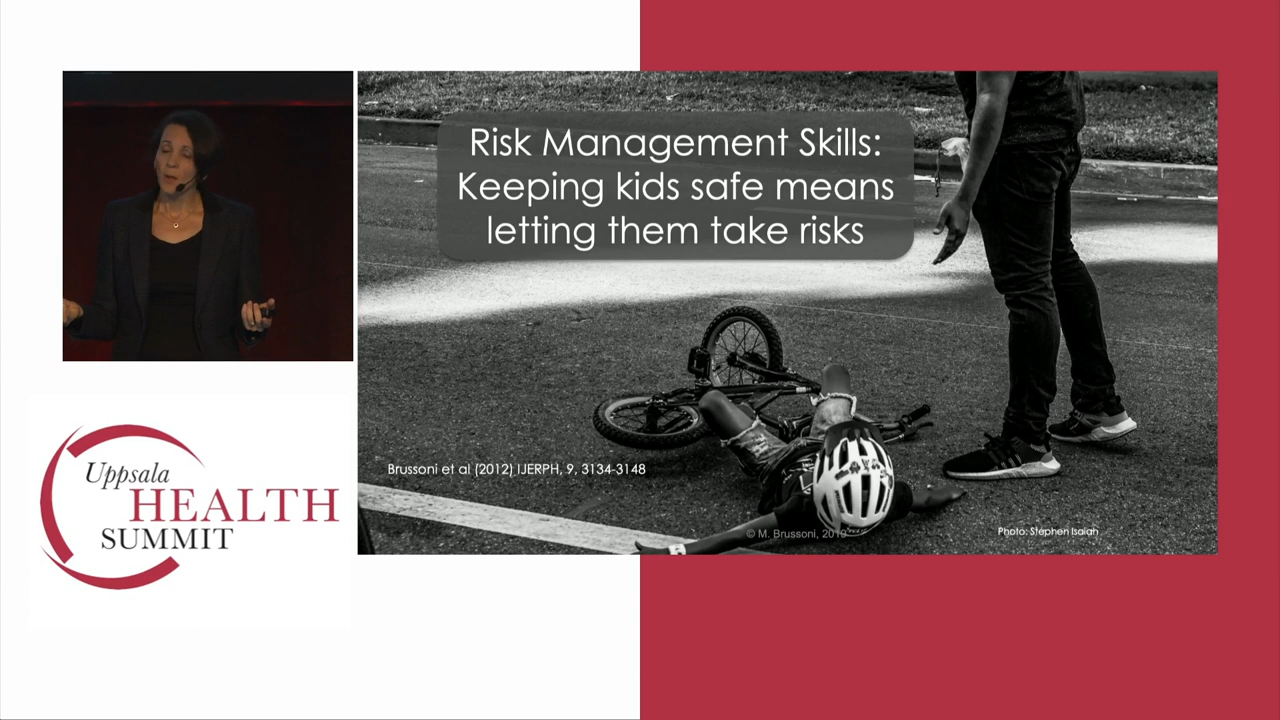 Risk Management Skills:
Keeping kids safe means
letting them take risks
Brussoni et al (2012) IJERPH, 9, 3134-3148
© M. Brussoni, 2019
Photo: Stephen Isaiah
Uppsala
HEALTH
SUMMIT